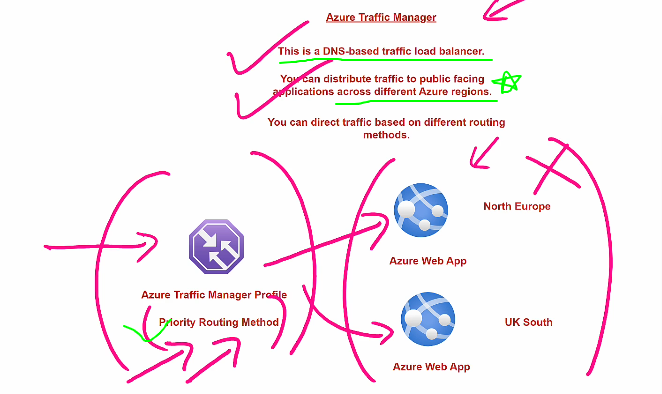 Azure Traffic Manager
This is a DNS-based traffic load balancer.
You can distribute traffic to public facing
applications across different Azure regions.
You can direct traffic based on different routing
methods.
North Europe
Azure Web App
Azure Traffic Manager Profile
Priority Routing Method
UK South
Azure Web App